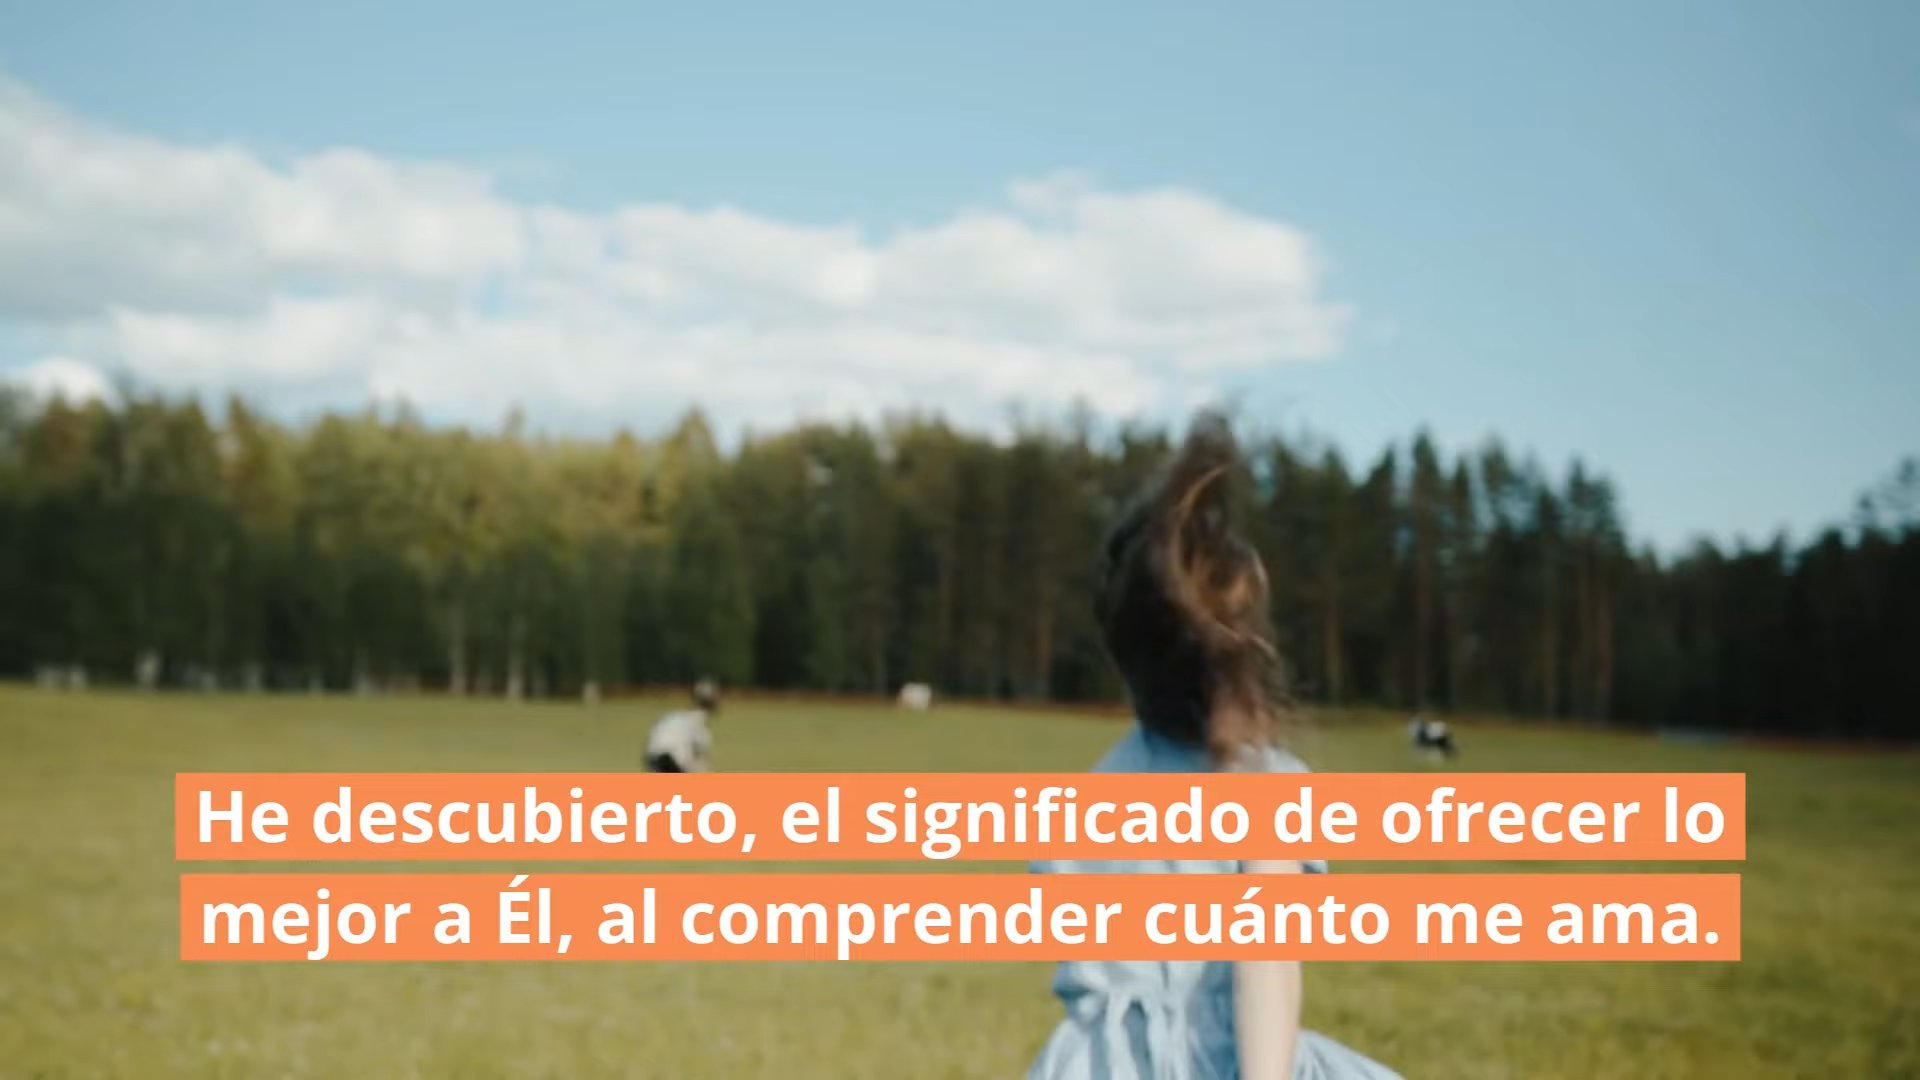 He descubierto, el significado de ofrecer lo
mejor a Él, al comprender cuánto me ama.